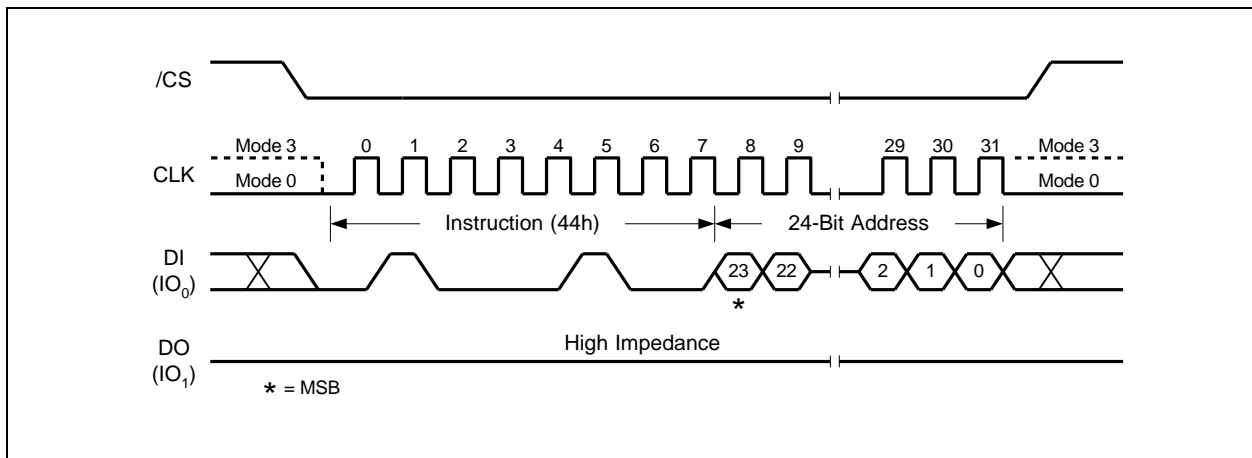 /CS
Mode 3 0 1 2 3 4 5 6 7 8 9 29 30 31 Mode 3
CLK
Mode 0 Mode 0
Instruction (44h) 24-Bit Address
DI
(IO0)
23 22 2 1 0
*
High Impedance
DO
(IO1)
* = MSB